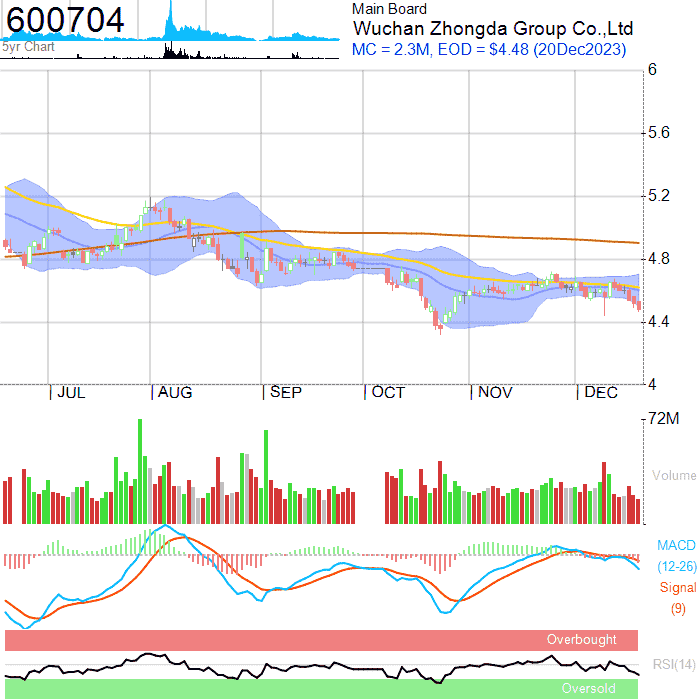 600704
5yr Chart
Main Board
Wuchan Zhongda Group Co.,Ltd
MC = 2.3M, EOD = $4.48 (20Dec2023)
6
5.6
5.2
4.8
4.4
4
JUL
AUG
SEP
OCT
NOV
DEC
72M
Volume
MACD
(12-26)
Signal
(9)
Overbought
RSI(14)
Oversold